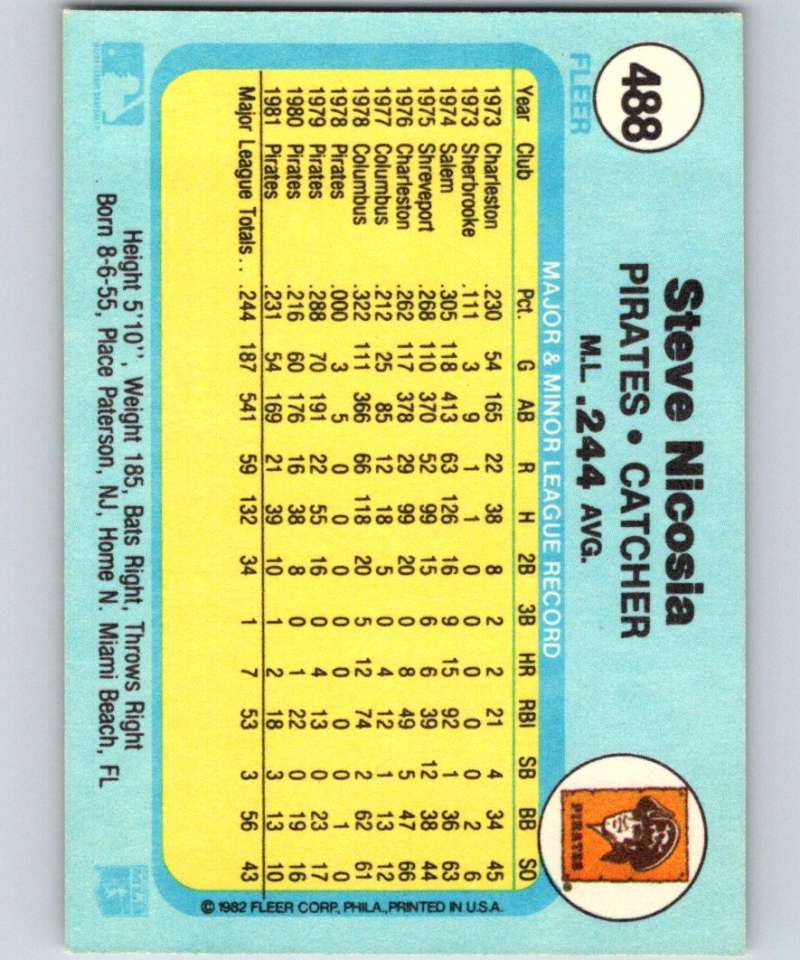 488
FLEER
Steve Nicosia
PIRATES • CATCHER
M.L. .244 AVG.
PIRATES
MAJOR & MINOR LEAGUE RECORD
Year Club Pct. G AB R H 2B 3B HR RBI SB BB SO
1973 Charleston .230 54 165 22 38 8 2 2 21 4 34 45
1973 Sherbrooke .111 3 9 1 1 0 0 0 0 0 2 6
1974 Salem .305 118 413 63 126 16 9 15 92 1 36 63
1975 Shreveport .268 110 370 52 99 15 6 6 39 12 38 44
1976 Charleston .262 117 378 29 99 20 0 8 49 5 47 66
1977 Columbus .212 25 85 12 18 5 0 4 12 1 13 12
1978 Columbus .322 111 366 66 118 20 5 12 74 2 62 61
1978 Pirates .000 3 5 0 0 0 0 0 0 0 1 0
1979 Pirates .288 70 191 22 55 16 0 4 13 0 23 17
1980 Pirates .216 60 176 16 38 8 0 1 22 0 19 16
1981 Pirates .231 54 169 21 39 10 1 2 18 3 13 10
Major League Totals . . .244 187 541 59 132 34 1 7 53 3 56 43
© 1982 FLEER CORP., PHILA., PRINTED IN U.S.A.
Height 5'10", Weight 185, Bats Right, Throws Right
Born 8-6-55, Place Paterson, NJ, Home N. Miami Beach, FL